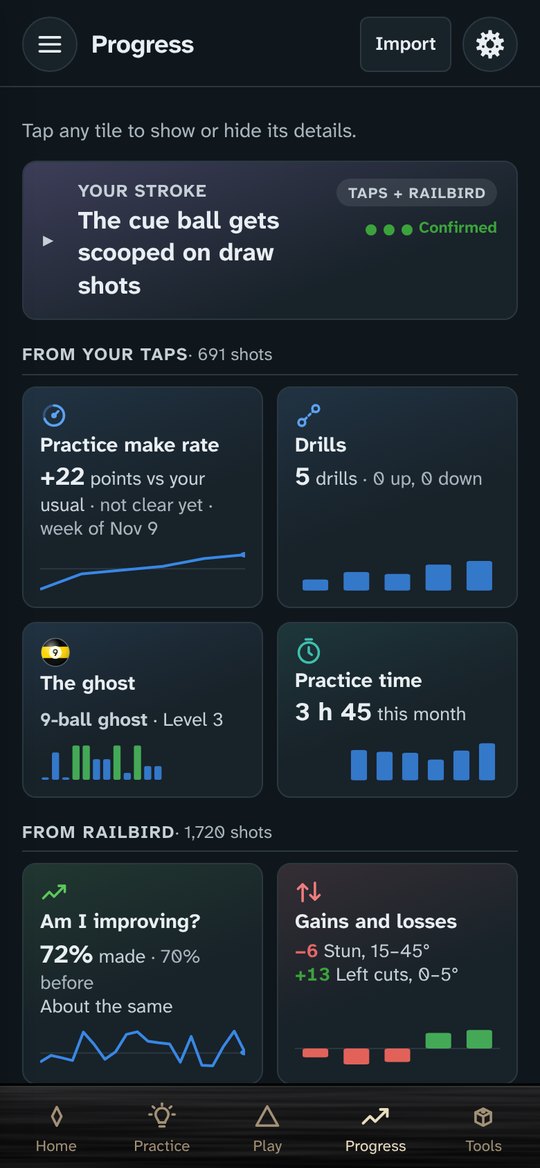 Progress
Import
Tap any tile to show or hide its details.
YOUR STROKE
TAPS + RAILBIRD
The cue ball gets
scooped on draw
shots
Confirmed
FROM YOUR TAPS· 691 shots
Practice make rate
+22 points vs your
usual · not clear yet ·
week of Nov 9
Drills
5 drills · 0 up, 0 down
9
The ghost
9-ball ghost · Level 3
Practice time
3 h 45 this month
FROM RAILBIRD· 1,720 shots
Am I improving?
72% made · 70%
before
About the same
Gains and losses
−6 Stun, 15–45°
+13 Left cuts, 0–5°
Home
Practice
Play
Progress
Tools